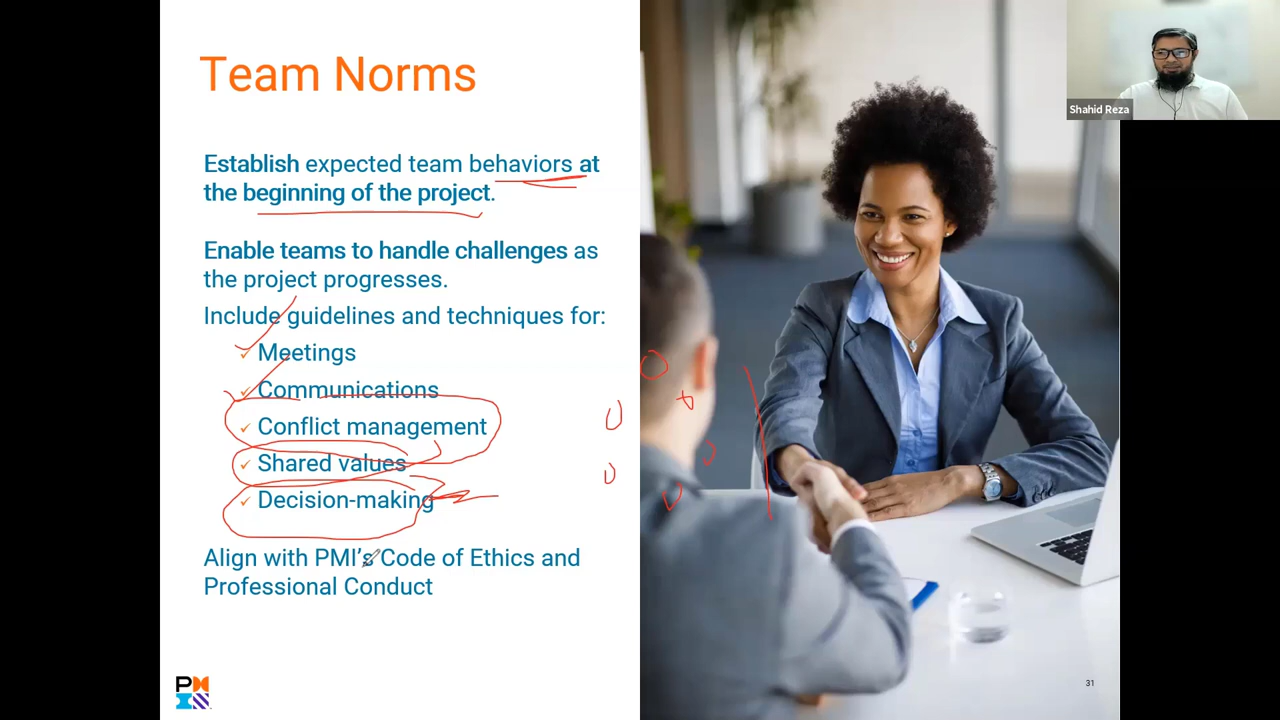 Team Norms
Shahid Reza
Establish expected team behaviors at
the beginning of the project.
Enable teams to handle challenges as
the project progresses.
Include guidelines and techniques for:
✓ Meetings
✓ Communications
✓ Conflict management
✓ Shared values
✓ Decision-making
Align with PMI's Code of Ethics and
Professional Conduct
31